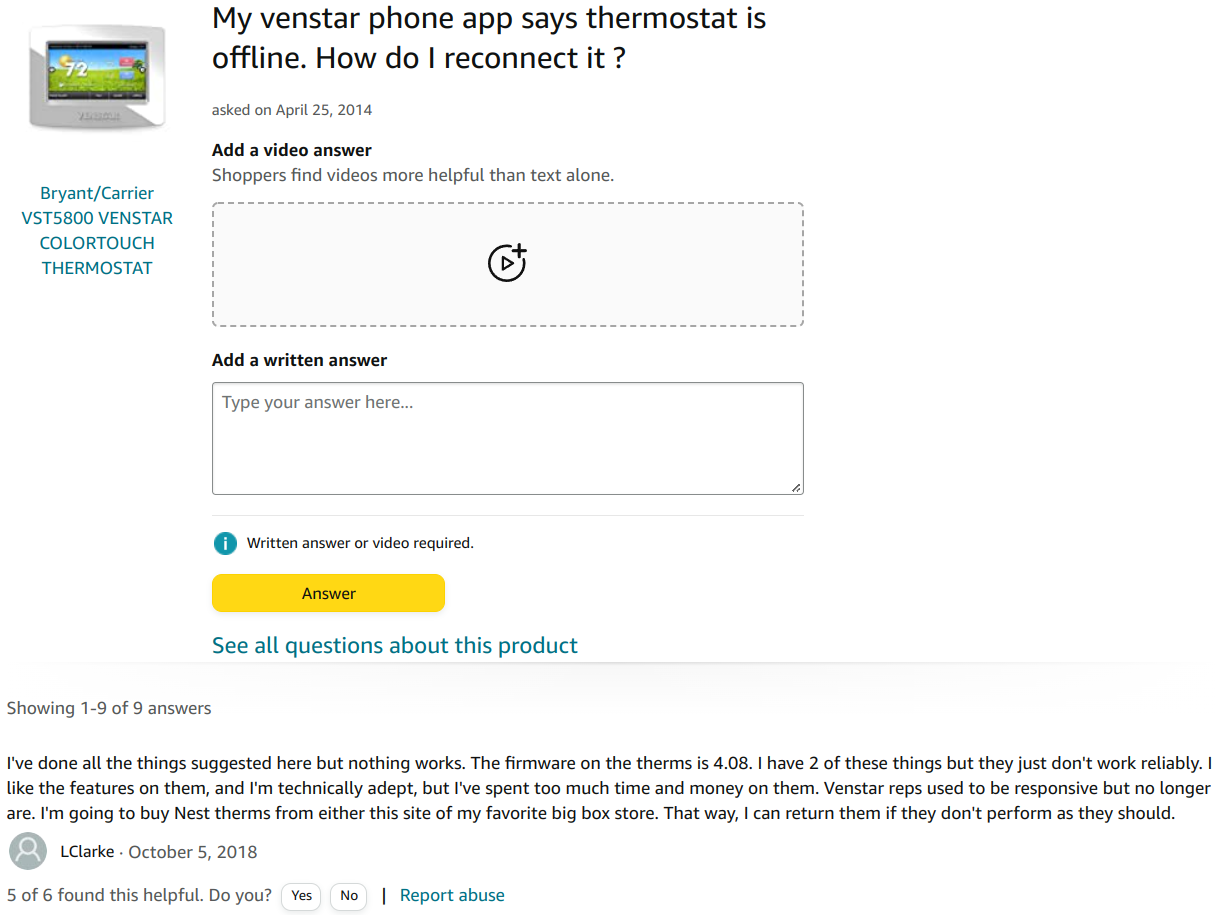 My venstar phone app says thermostat is
offline. How do I reconnect it ?
asked on April 25, 2014
72
VENSTAR
Bryant/Carrier
VST5800 VENSTAR
COLORTOUCH
THERMOSTAT
Add a video answer
Shoppers find videos more helpful than text alone.
Add a written answer
Type your answer here...
Written answer or video required.
Answer
See all questions about this product
Showing 1-9 of 9 answers
I've done all the things suggested here but nothing works. The firmware on the therms is 4.08. I have 2 of these things but they just don't work reliably. I
like the features on them, and I'm technically adept, but I've spent too much time and money on them. Venstar reps used to be responsive but no longer
are. I'm going to buy Nest therms from either this site of my favorite big box store. That way, I can return them if they don't perform as they should.
LClarke · October 5, 2018
5 of 6 found this helpful. Do you? Yes No | Report abuse